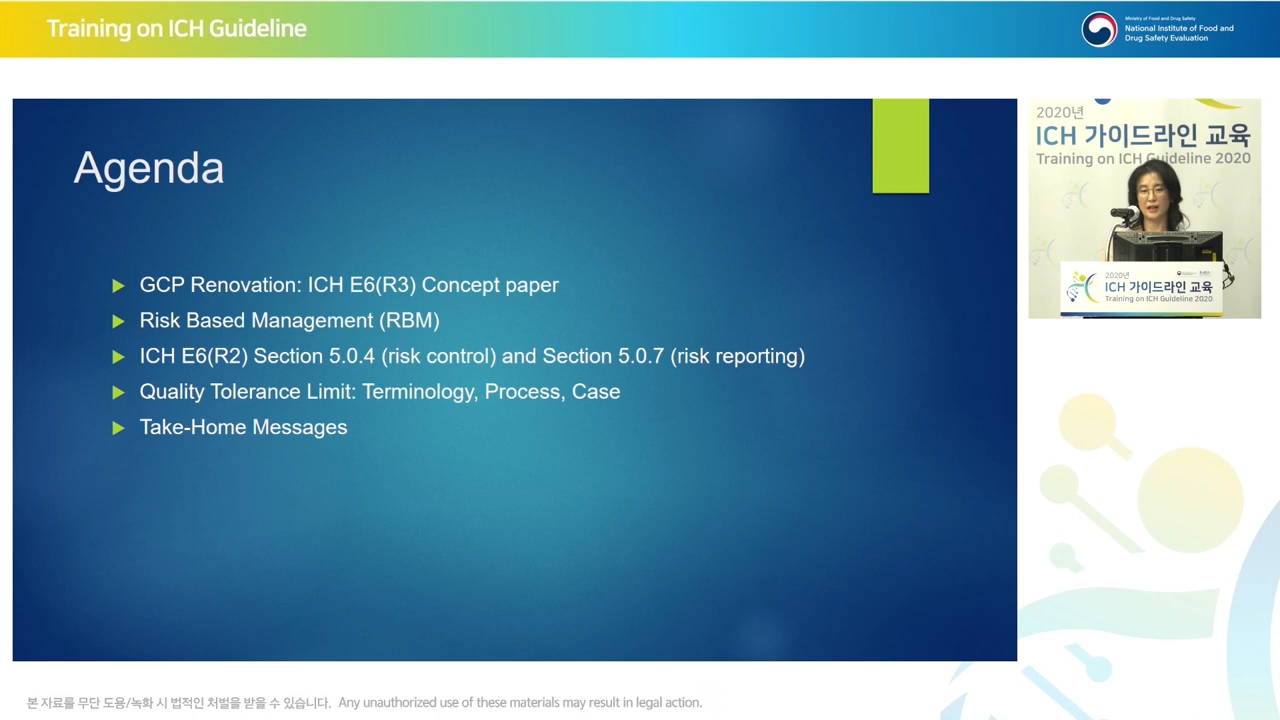 Training on ICH Guideline
Ministry of Food and Drug Safety
National Institute of Food and
Drug Safety Evaluation
Agenda
GCP Renovation: ICH E6(R3) Concept paper
Risk Based Management (RBM)
ICH E6(R2) Section 5.0.4 (risk control) and Section 5.0.7 (risk reporting)
Quality Tolerance Limit: Terminology, Process, Case
Take-Home Messages
2020년
ICH 가이드라인 교육
Training on ICH Guideline 2020
2020년
ICH 가이드라인 교육
Training on ICH Guideline 2020
본 자료를 무단 도용/녹화 시 법적인 처벌을 받을 수 있습니다. Any unauthorized use of these materials may result in legal action.